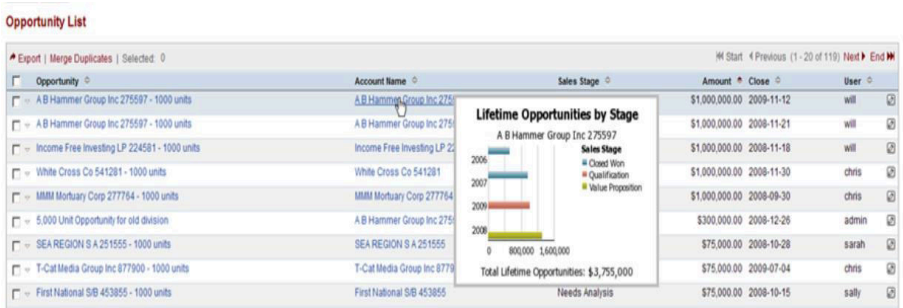 Opportunity List
Export | Merge Duplicates | Selected: 0 Start Previous (1 - 20 of 119) Next End
Opportunity Account Name Sales Stage Amount Close User
A B Hammer Group Inc 275597 - 1000 units A B Hammer Group Inc 275 $1,000,000.00 2009-11-12 will
A B Hammer Group Inc 275597 - 1000 units A B Hammer Group Inc 275 $1,000,000.00 2008-11-21 will
Income Free Investing LP 224581 - 1000 units Income Free Investing LP 22 $1,000,000.00 2008-11-18 will
White Cross Co 541281 - 1000 units White Cross Co 541281 $1,000,000.00 2008-11-30 chris
MMM Mortuary Corp 277764 - 1000 units MMM Mortuary Corp 277764 $1,000,000.00 2008-09-30 chris
5,000 Unit Opportunity for old division A B Hammer Group Inc 275 $300,000.00 2008-12-26 admin
SEA REGION S A 251555 - 1000 units SEA REGION S A 251555 $75,000.00 2008-10-28 sarah
T-Cat Media Group Inc 877900 - 1000 units T-Cat Media Group Inc 8779 $75,000.00 2009-07-04 chris
First National S/B 453855 - 1000 units First National S/B 453855 Needs Analysis $75,000.00 2008-10-15 sally
Lifetime Opportunities by Stage
A B Hammer Group Inc 275597
Sales Stage
Closed Won
Qualification
Value Proposition
2006
2007
2009
2008
0 800,000 1,600,000
Total Lifetime Opportunities: $3,755,000